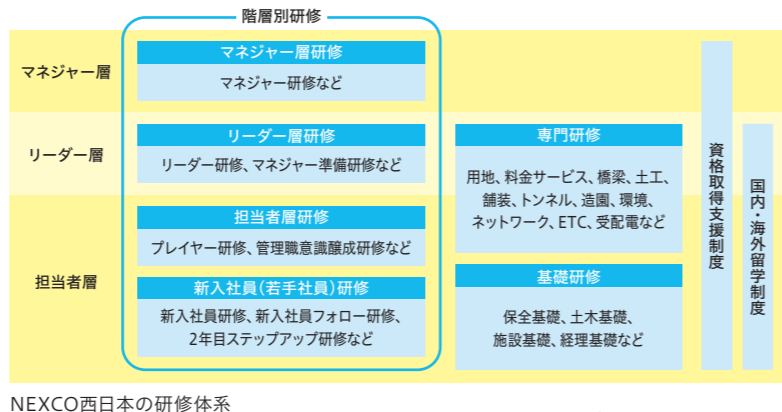 階層別研修
マネジャー層
マネジャー層研修
マネジャー研修など
リーダー層
リーダー層研修
リーダー研修、マネジャー準備研修など
担当者層
担当者層研修
プレイヤー研修、管理職意識醸成研修など
新入社員(若手社員)研修
新入社員研修、新入社員フォロー研修、
2年目ステップアップ研修など
専門研修
用地、料金サービス、橋梁、土工、
舗装、トンネル、造園、環境、
ネットワーク、ETC、受配電など
基礎研修
保全基礎、土木基礎、
施設基礎、経理基礎など
資格取得支援制度
国内・海外留学制度
NEXCO西日本の研修体系